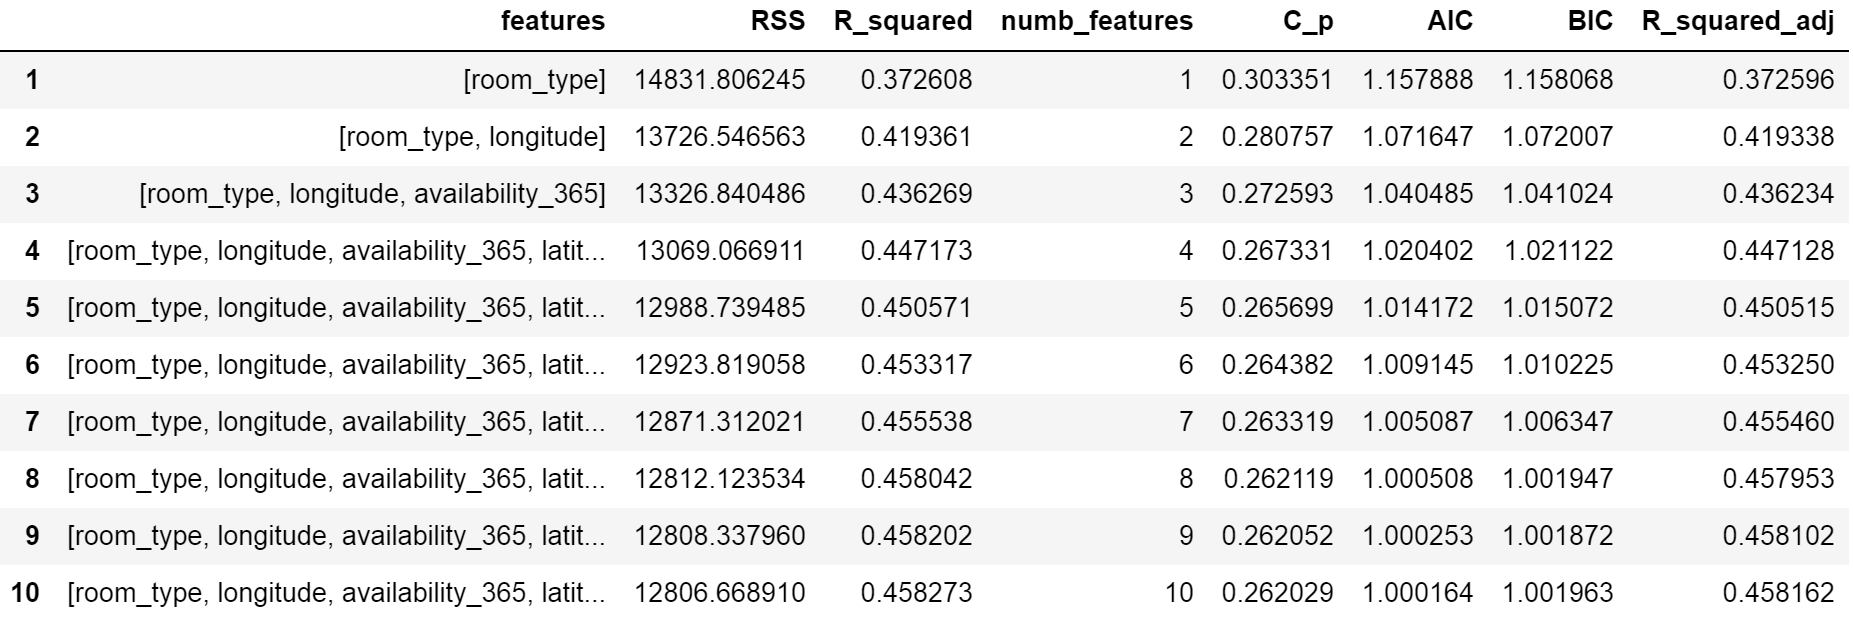 features RSS R_squared numb_features C_p AIC BIC R_squared_adj
1 [room_type] 14831.806245 0.372608 1 0.303351 1.157888 1.158068 0.372596
2 [room_type, longitude] 13726.546563 0.419361 2 0.280757 1.071647 1.072007 0.419338
3 [room_type, longitude, availability_365] 13326.840486 0.436269 3 0.272593 1.040485 1.041024 0.436234
4 [room_type, longitude, availability_365, latit... 13069.066911 0.447173 4 0.267331 1.020402 1.021122 0.447128
5 [room_type, longitude, availability_365, latit... 12988.739485 0.450571 5 0.265699 1.014172 1.015072 0.450515
6 [room_type, longitude, availability_365, latit... 12923.819058 0.453317 6 0.264382 1.009145 1.010225 0.453250
7 [room_type, longitude, availability_365, latit... 12871.312021 0.455538 7 0.263319 1.005087 1.006347 0.455460
8 [room_type, longitude, availability_365, latit... 12812.123534 0.458042 8 0.262119 1.000508 1.001947 0.457953
9 [room_type, longitude, availability_365, latit... 12808.337960 0.458202 9 0.262052 1.000253 1.001872 0.458102
10 [room_type, longitude, availability_365, latit... 12806.668910 0.458273 10 0.262029 1.000164 1.001963 0.458162